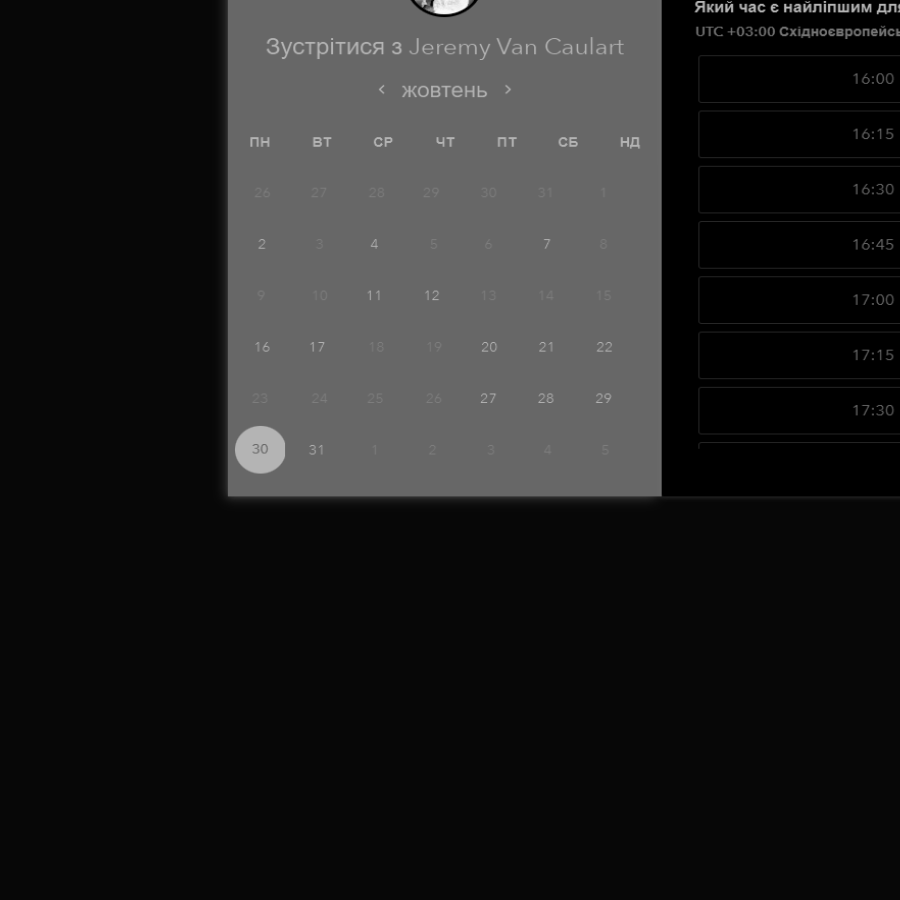 Зустрітися з Jeremy Van Caulart
‹ жовтень ›
ПН ВТ СР ЧТ ПТ СБ НД
26 27 28 29 30 31 1
2 3 4 5 6 7 8
9 10 11 12 13 14 15
16 17 18 19 20 21 22
23 24 25 26 27 28 29
30 31 1 2 3 4 5
Який час є найліпшим для
UTC +03:00 Східноєвропейсь
16:00
16:15
16:30
16:45
17:00
17:15
17:30